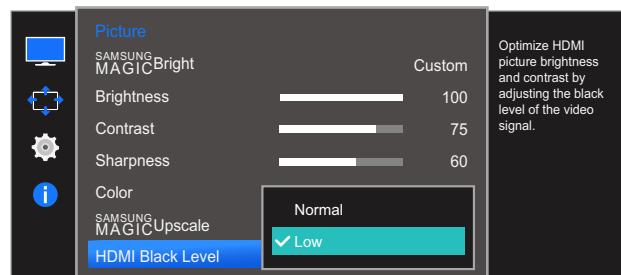 Picture
SAMSUNG
MAGICBright Custom
Brightness 100
Contrast 75
Sharpness 60
Color
SAMSUNG
MAGICUpscale
HDMI Black Level
Normal
Low
Optimize HDMI
picture brightness
and contrast by
adjusting the black
level of the video
signal.